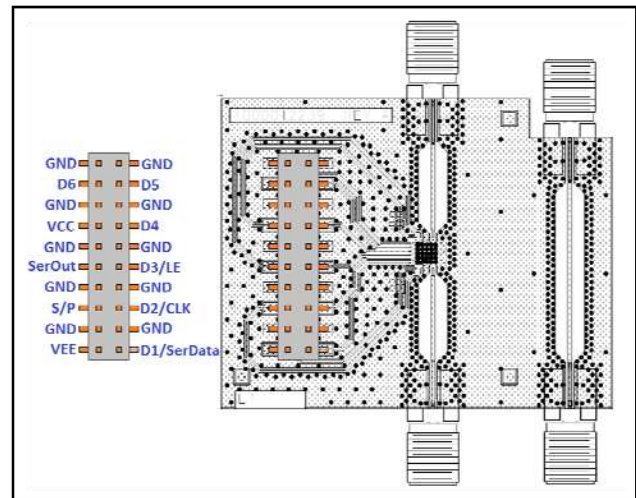 GND GND
D6 D5
GND GND
VCC D4
GND GND
SerOut D3/LE
GND GND
S/P D2/CLK
GND GND
VEE D1/SerData